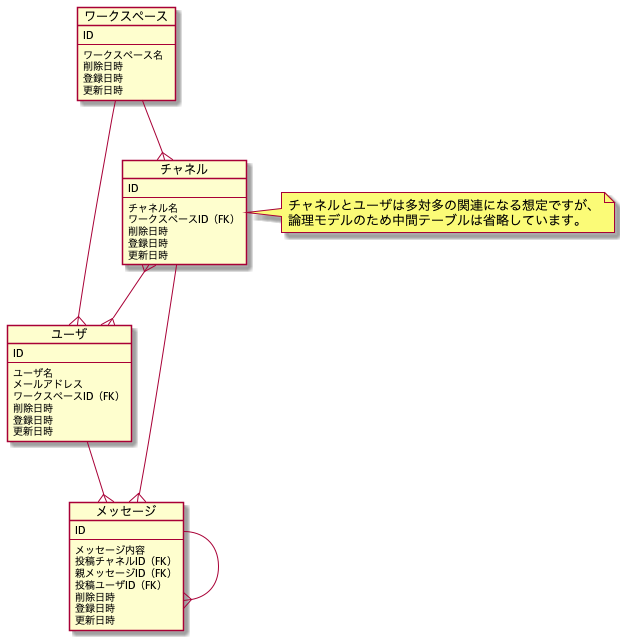 ワークスペース
ID
ワークスペース名
削除日時
登録日時
更新日時
チャネル
ID
チャネル名
ワークスペースID（FK）
削除日時
登録日時
更新日時
チャネルとユーザは多対多の関連になる想定ですが、
論理モデルのため中間テーブルは省略しています。
ユーザ
ID
ユーザ名
メールアドレス
ワークスペースID（FK）
削除日時
登録日時
更新日時
メッセージ
ID
メッセージ内容
投稿チャネルID（FK）
親メッセージID（FK）
投稿ユーザID（FK）
削除日時
登録日時
更新日時